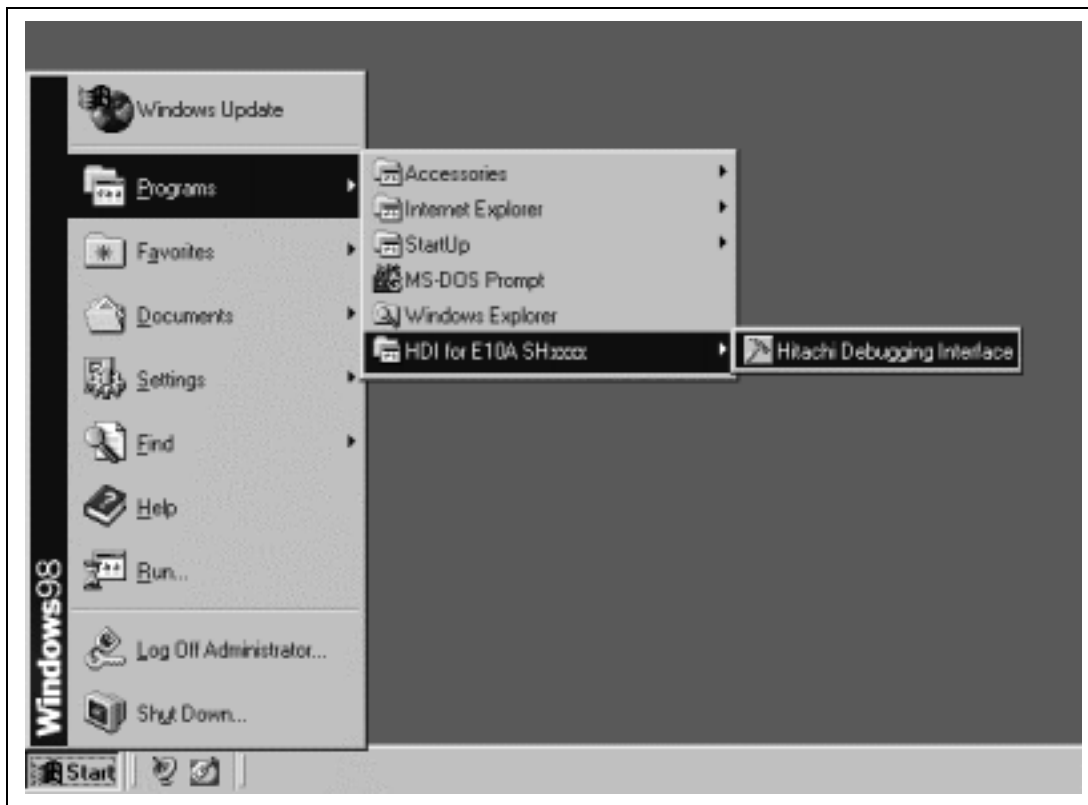 Windows Update
Programs
Favorites
Documents
Settings
Find
Help
Run...
Log Off Administrator...
Shut Down...
Windows98
Start
Accessories
Internet Explorer
StartUp
MS-DOS Prompt
Windows Explorer
HDI for E10A SHxxxx
Hitachi Debugging Interface